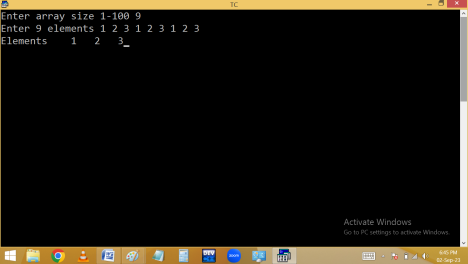 TC
Enter array size 1-100 9
Enter 9 elements 1 2 3 1 2 3 1 2 3
Elements 1 2 3_
Activate Windows
Go to PC settings to activate Windows.
6:45 PM
02-Sep-23